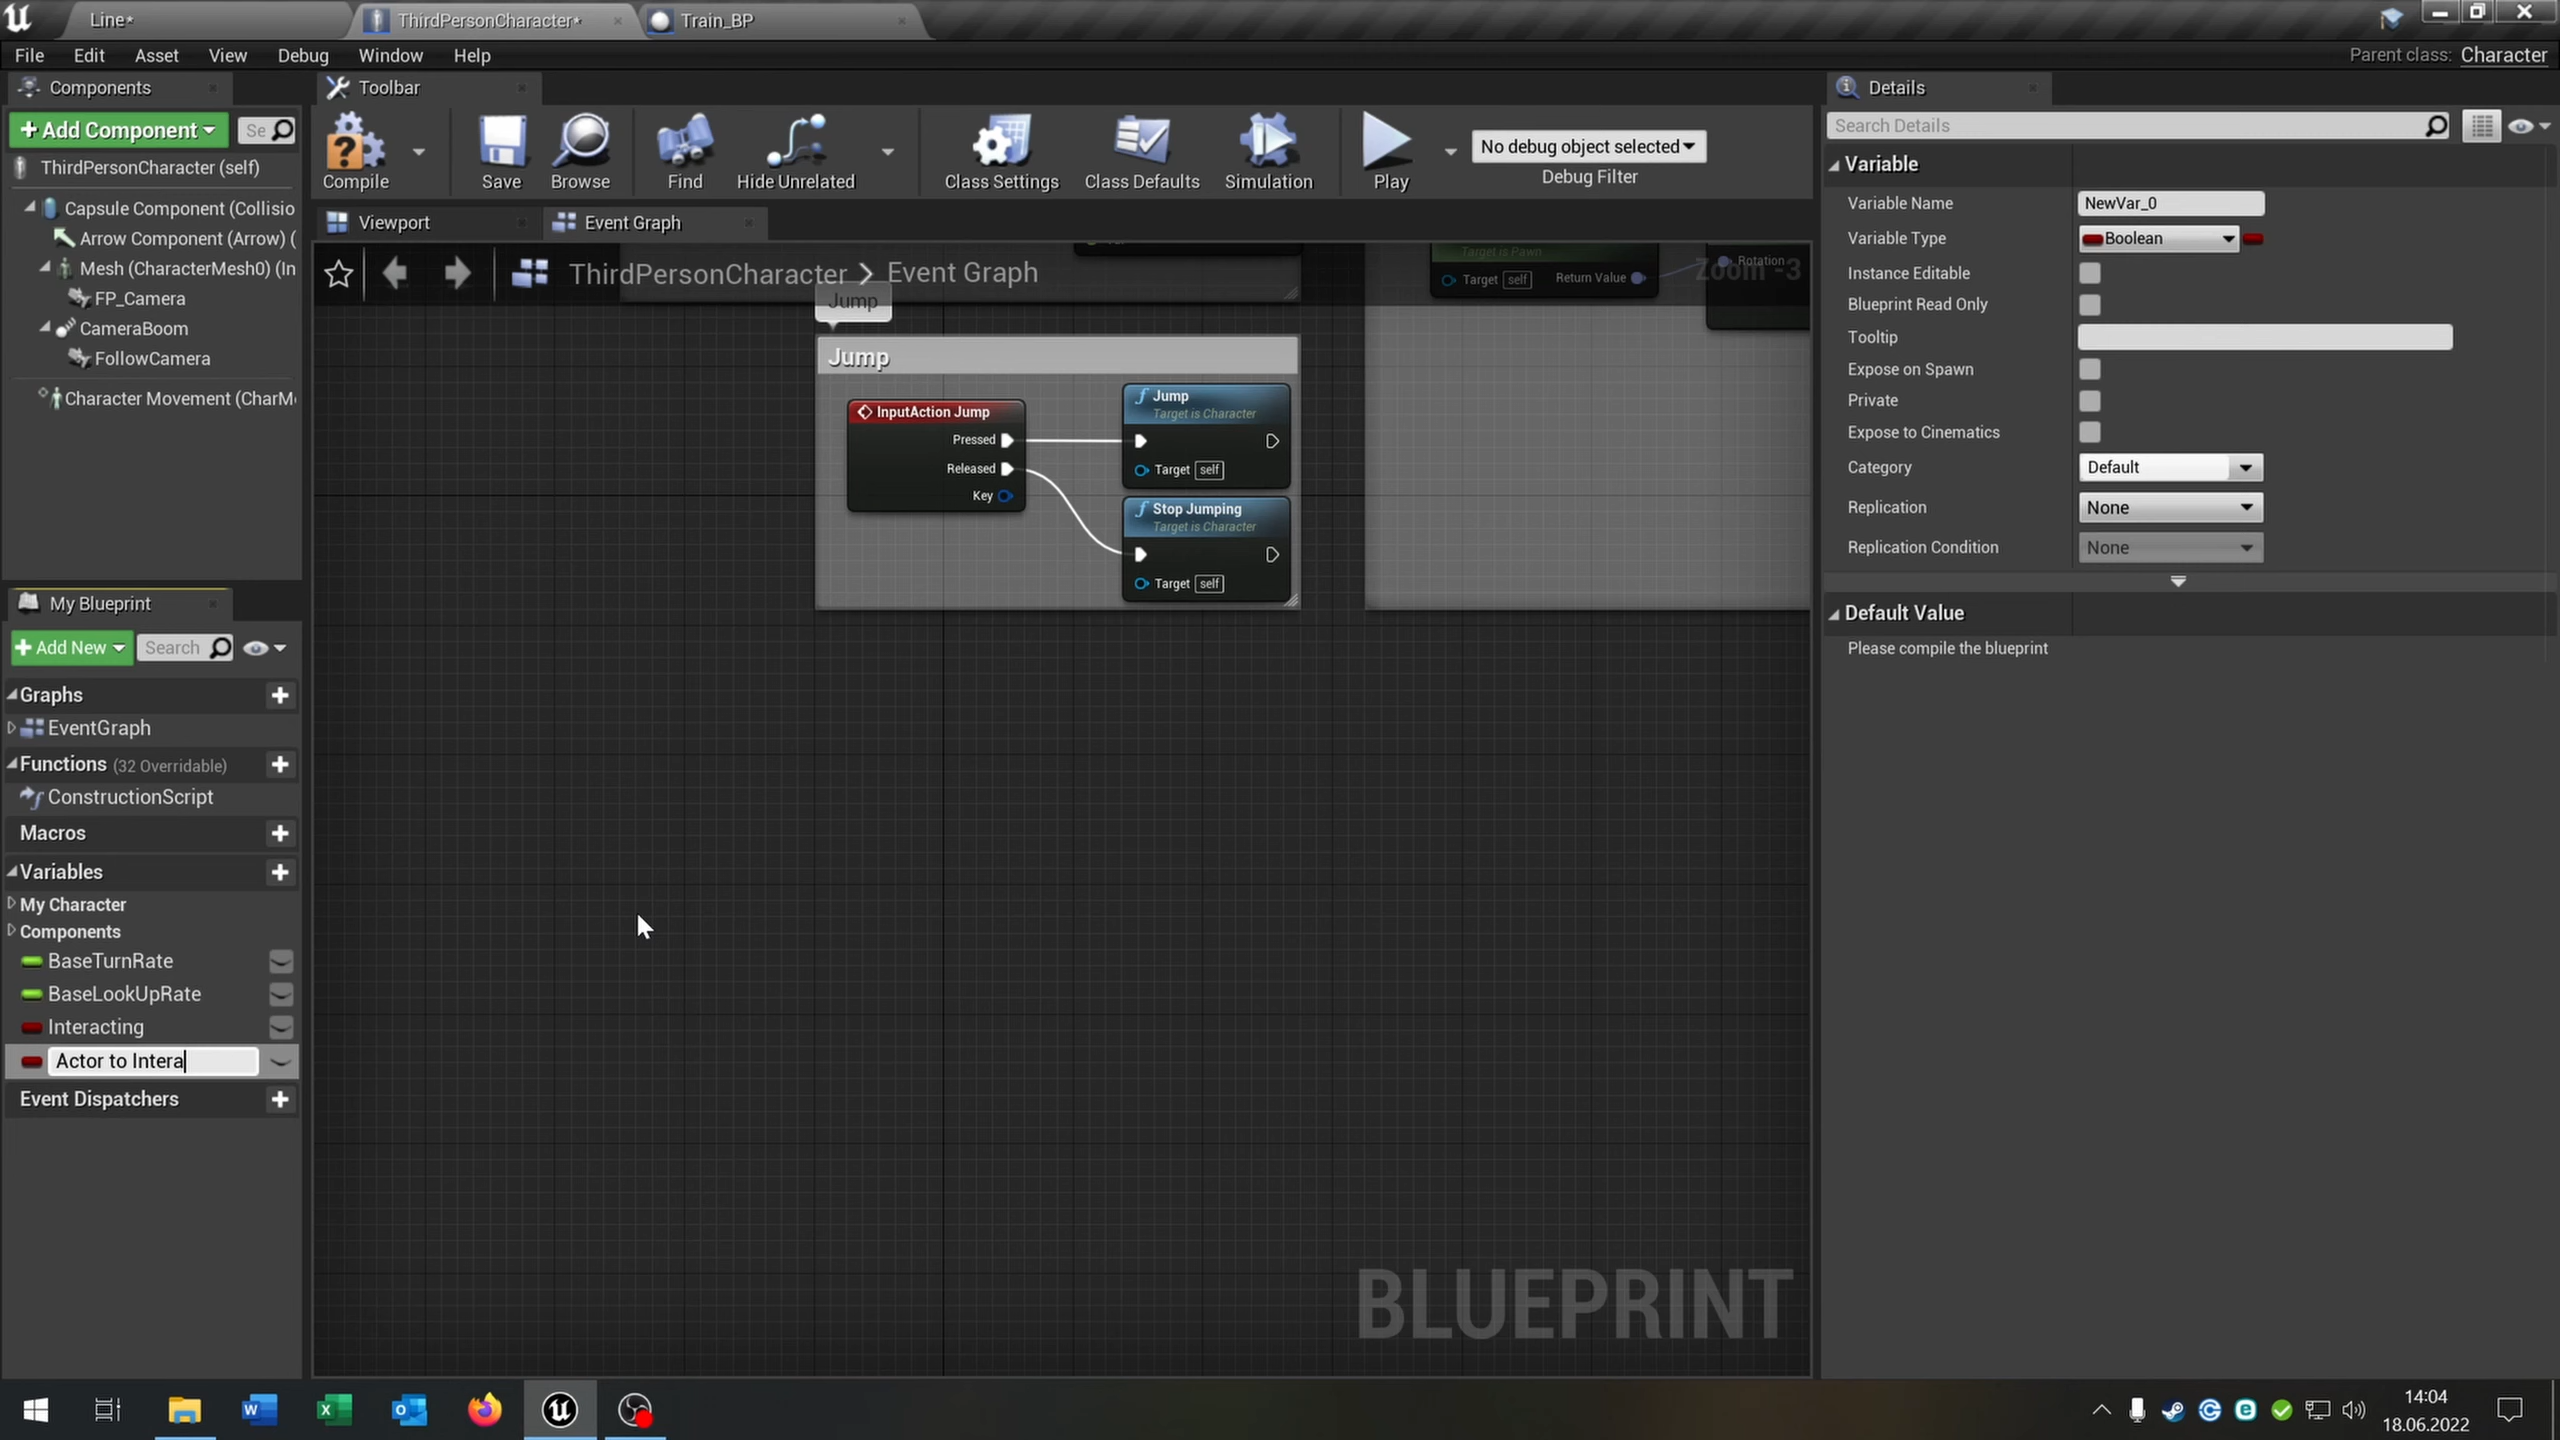 Line*
ThirdPersonCharacter*
Train_BP
File
Edit
Asset
View
Debug
Window
Help
Parent class: Character
Components
+ Add Component
Se
ThirdPersonCharacter (self)
Capsule Component (Collisio
Arrow Component (Arrow) (
Mesh (CharacterMesh0) (In
FP_Camera
CameraBoom
FollowCamera
Character Movement (CharM
Toolbar
Compile
Save
Browse
Find
Hide Unrelated
Class Settings
Class Defaults
Simulation
Play
No debug object selected
Debug Filter
Viewport
Event Graph
ThirdPersonCharacter > Event Graph
Zoom -3
Target is Pawn
Target self
Return Value
Rotation
Jump
Jump
InputAction Jump
Pressed
Released
Key
Jump
Target is Character
Target self
Stop Jumping
Target is Character
Target self
BLUEPRINT
My Blueprint
+ Add New
Search
Graphs
EventGraph
Functions (32 Overridable)
ConstructionScript
Macros
Variables
My Character
Components
BaseTurnRate
BaseLookUpRate
Interacting
Actor to Intera
Event Dispatchers
Details
Search Details
Variable
Variable Name NewVar_0
Variable Type Boolean
Instance Editable
Blueprint Read Only
Tooltip
Expose on Spawn
Private
Expose to Cinematics
Category Default
Replication None
Replication Condition None
Default Value
Please compile the blueprint
14:04
18.06.2022